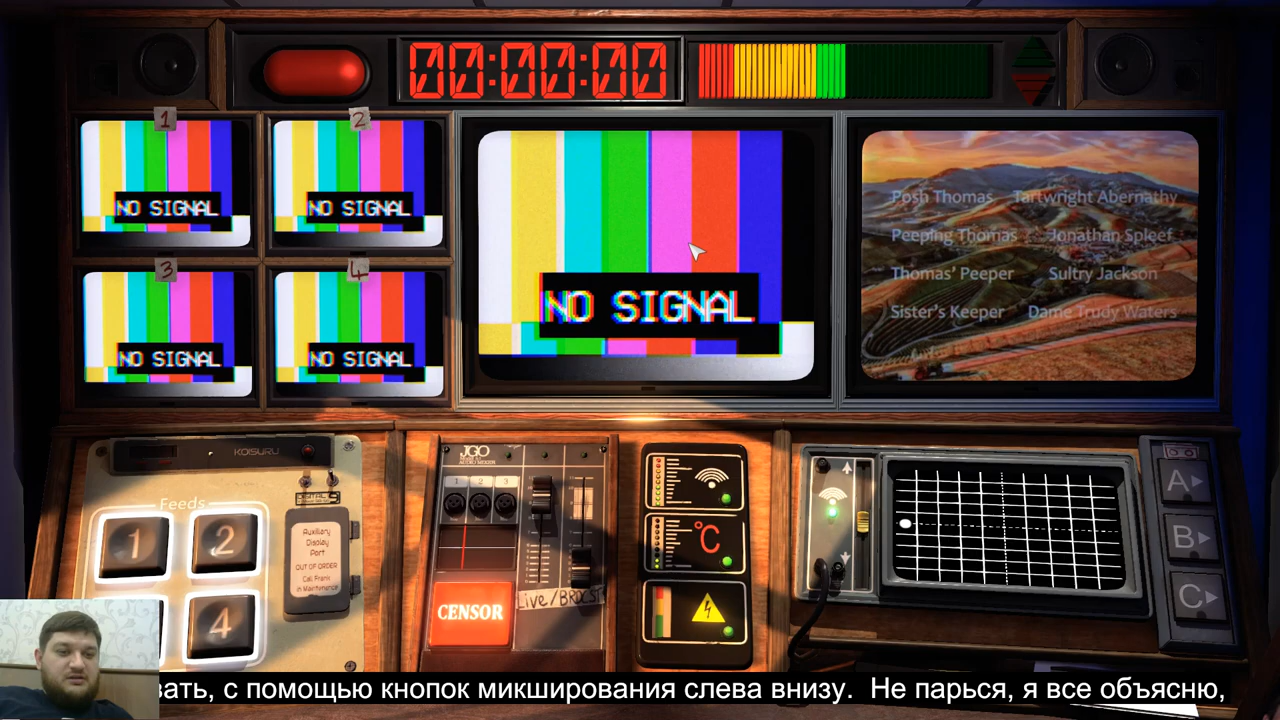 00:00:00
1
2
NO SIGNAL
NO SIGNAL
3
4
NO SIGNAL
NO SIGNAL
NO SIGNAL
Posh Thomas Tartwright Abernathy
Peeping Thomas Jonathan Spleef
Thomas' Peeper Sultry Jackson
Sister's Keeper Dame Trudy Waters
KOISURU
Feeds
1
2
4
Auxiliary
Display
Port
OUT OF ORDER
Call Frank
in Maintenance
JGO
AUDIO MIXER
1 2 3
CENSOR
Live/BRDCST
°C
A
B
C
вать, с помощью кнопок микширования слева внизу. Не парься, я все объясню,